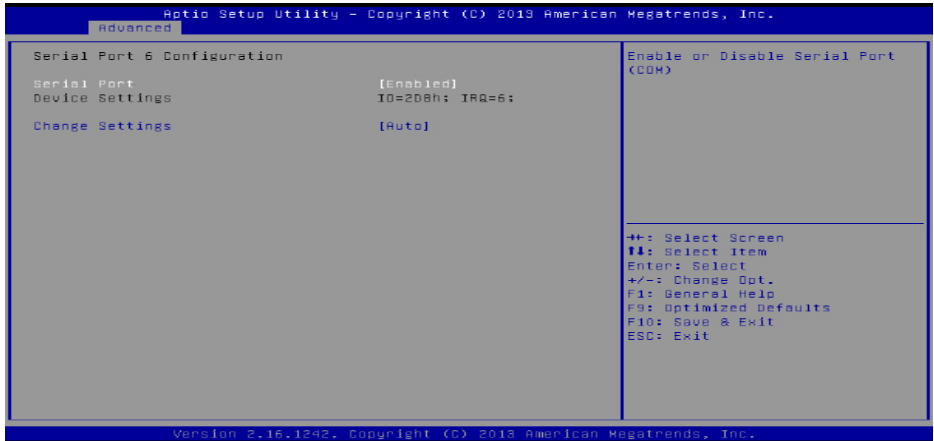 Aptio Setup Utility - Copyright (C) 2013 American Megatrends, Inc.
Advanced
Serial Port 6 Configuration
Serial Port [Enabled]
Device Settings IO=2D8h; IRQ=6;
Change Settings [Auto]
Enable or Disable Serial Port
(COM)
→←: Select Screen
↑↓: Select Item
Enter: Select
+/-: Change Opt.
F1: General Help
F9: Optimized Defaults
F10: Save & Exit
ESC: Exit
Version 2.16.1242. Copyright (C) 2013 American Megatrends, Inc.